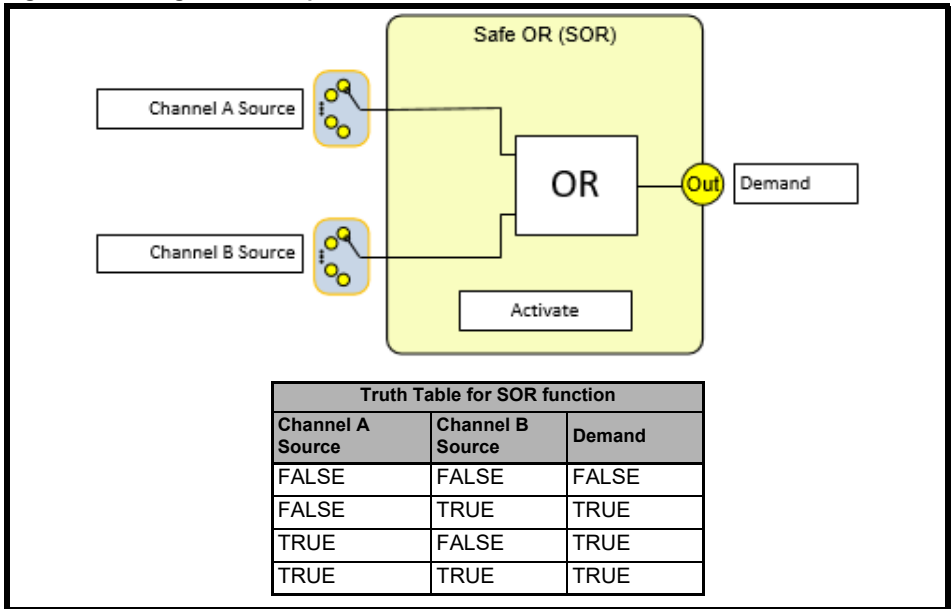 Safe OR (SOR)
Channel A Source
OR
Out
Demand
Channel B Source
Activate
Truth Table for SOR function
Channel A Source Channel B Source Demand
FALSE FALSE FALSE
FALSE TRUE TRUE
TRUE FALSE TRUE
TRUE TRUE TRUE